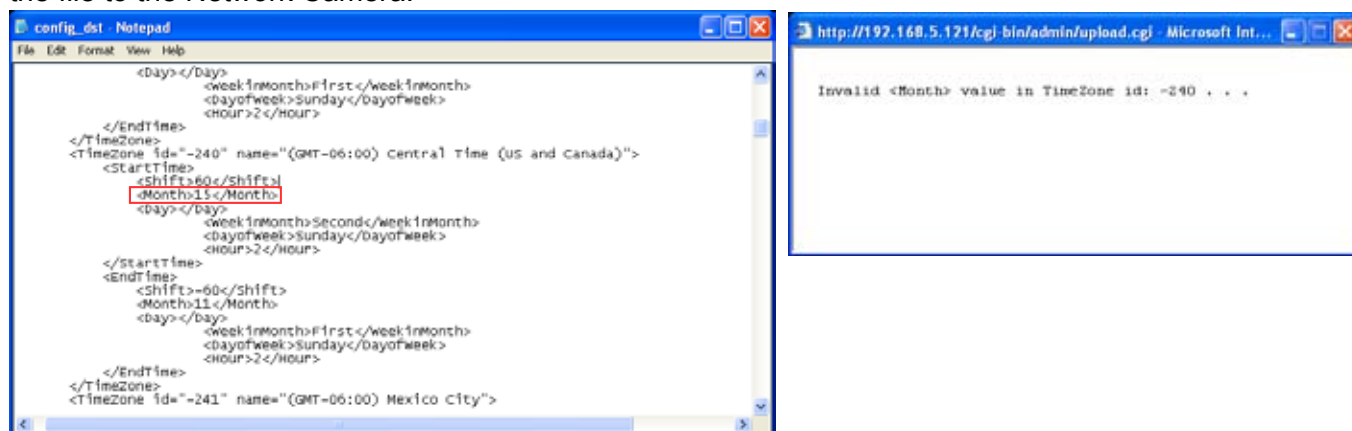 the file to the Network Camera.
config_dst - Notepad
File Edit Format View Help
<Day></Day>
<WeekinMonth>First</WeekinMonth>
<DayofWeek>Sunday</DayofWeek>
<Hour>2</Hour>
</EndTime>
</TimeZone>
<TimeZone id="-240" name="(GMT-06:00) Central Time (US and Canada)">
<StartTime>
<Shift>60</Shift>
<Month>15</Month>
<Day></Day>
<WeekinMonth>Second</WeekinMonth>
<DayofWeek>Sunday</DayofWeek>
<Hour>2</Hour>
</StartTime>
<EndTime>
<Shift>-60</Shift>
<Month>11</Month>
<Day></Day>
<WeekinMonth>First</WeekinMonth>
<DayofWeek>Sunday</DayofWeek>
<Hour>2</Hour>
</EndTime>
</TimeZone>
<TimeZone id="-241" name="(GMT-06:00) Mexico City">
http://192.168.5.121/cgi-bin/admin/upload.cgi - Microsoft Int...
Invalid <Month> value in TimeZone id: -240 . . .